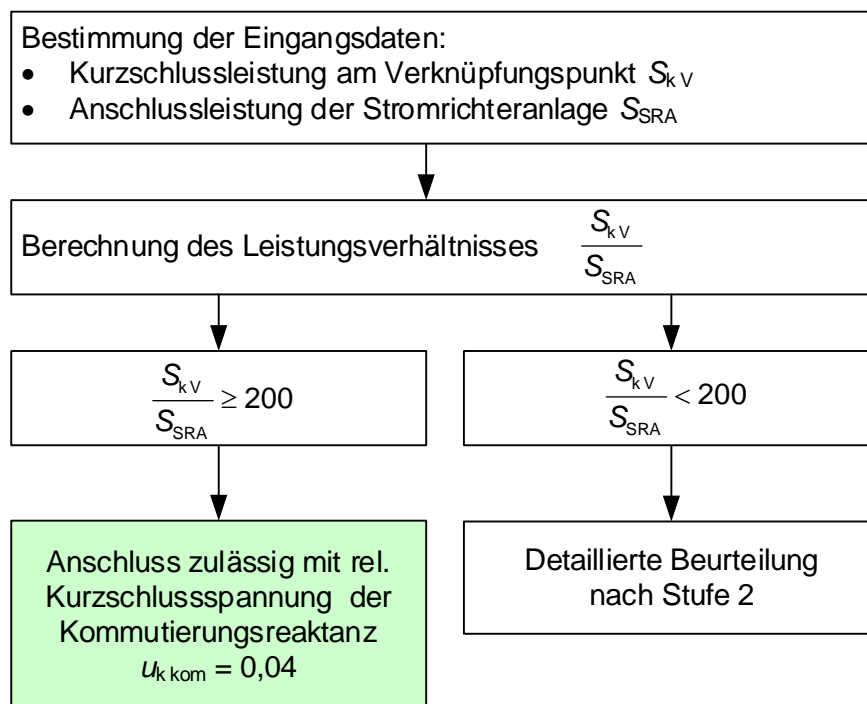 Bestimmung der Eingangsdaten:
• Kurzschlussleistung am Verknüpfungspunkt S_kV
• Anschlussleistung der Stromrichteranlage S_SRA
Berechnung des Leistungsverhältnisses S_kV / S_SRA
S_kV / S_SRA ≥ 200
S_kV / S_SRA < 200
Anschluss zulässig mit rel.
Kurzschlussspannung der
Kommutierungsreaktanz
u_k kom = 0,04
Detaillierte Beurteilung
nach Stufe 2